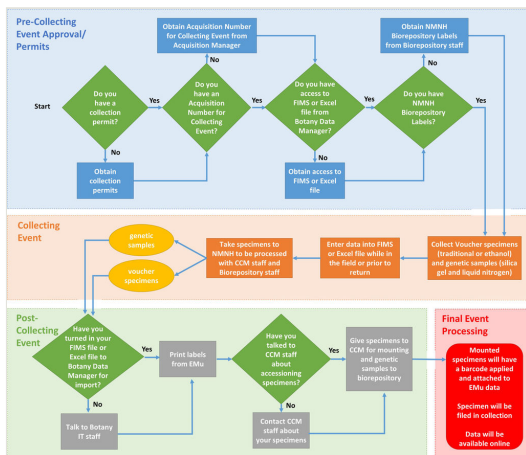 Pre-Collecting
Event Approval/
Permits
Obtain Acquisition Number
for Collecting Event from
Acquisition Manager
Obtain NMNH
Biorepository Labels
from Biorepository staff
No
No
Start
Do you
have a
collection
permit?
Yes
Do you
have an
Acquisition
Number for
Collecting
Event?
Yes
Do you have
access to
FIMS or Excel
file from
Botany Data
Manager?
Yes
Do you have
NMNH
Biorepository
Labels?
Yes
No
No
Obtain
collection
permits
Obtain access
to FIMS or Excel
file
Collecting
Event
genetic
samples
voucher
specimens
Take specimens to
NMNH to be processed
with CCM staff and
Biorepository staff
Enter data into FIMS
or Excel file while in
the field or prior to
return
Collect Voucher specimens
(traditional or ethanol)
and genetic samples (silica
gel and liquid nitrogen)
Post-
Collecting
Event
Have you
turned in your
FIMS file or
Excel file to
Botany Data
Manager for
import?
Yes
Print labels
from EMu
Have you
talked to CCM
staff about
accessioning
specimens?
Yes
Give specimens to
CCM for mounting
and genetic
samples to
biorepository
No
No
Talk to Botany
IT staff
Contact CCM
staff about
your specimens
Final Event
Processing
Mounted
specimens will have
a barcode applied
and attached to
EMu data
Specimen will be
filed in collection
Data will be
available online